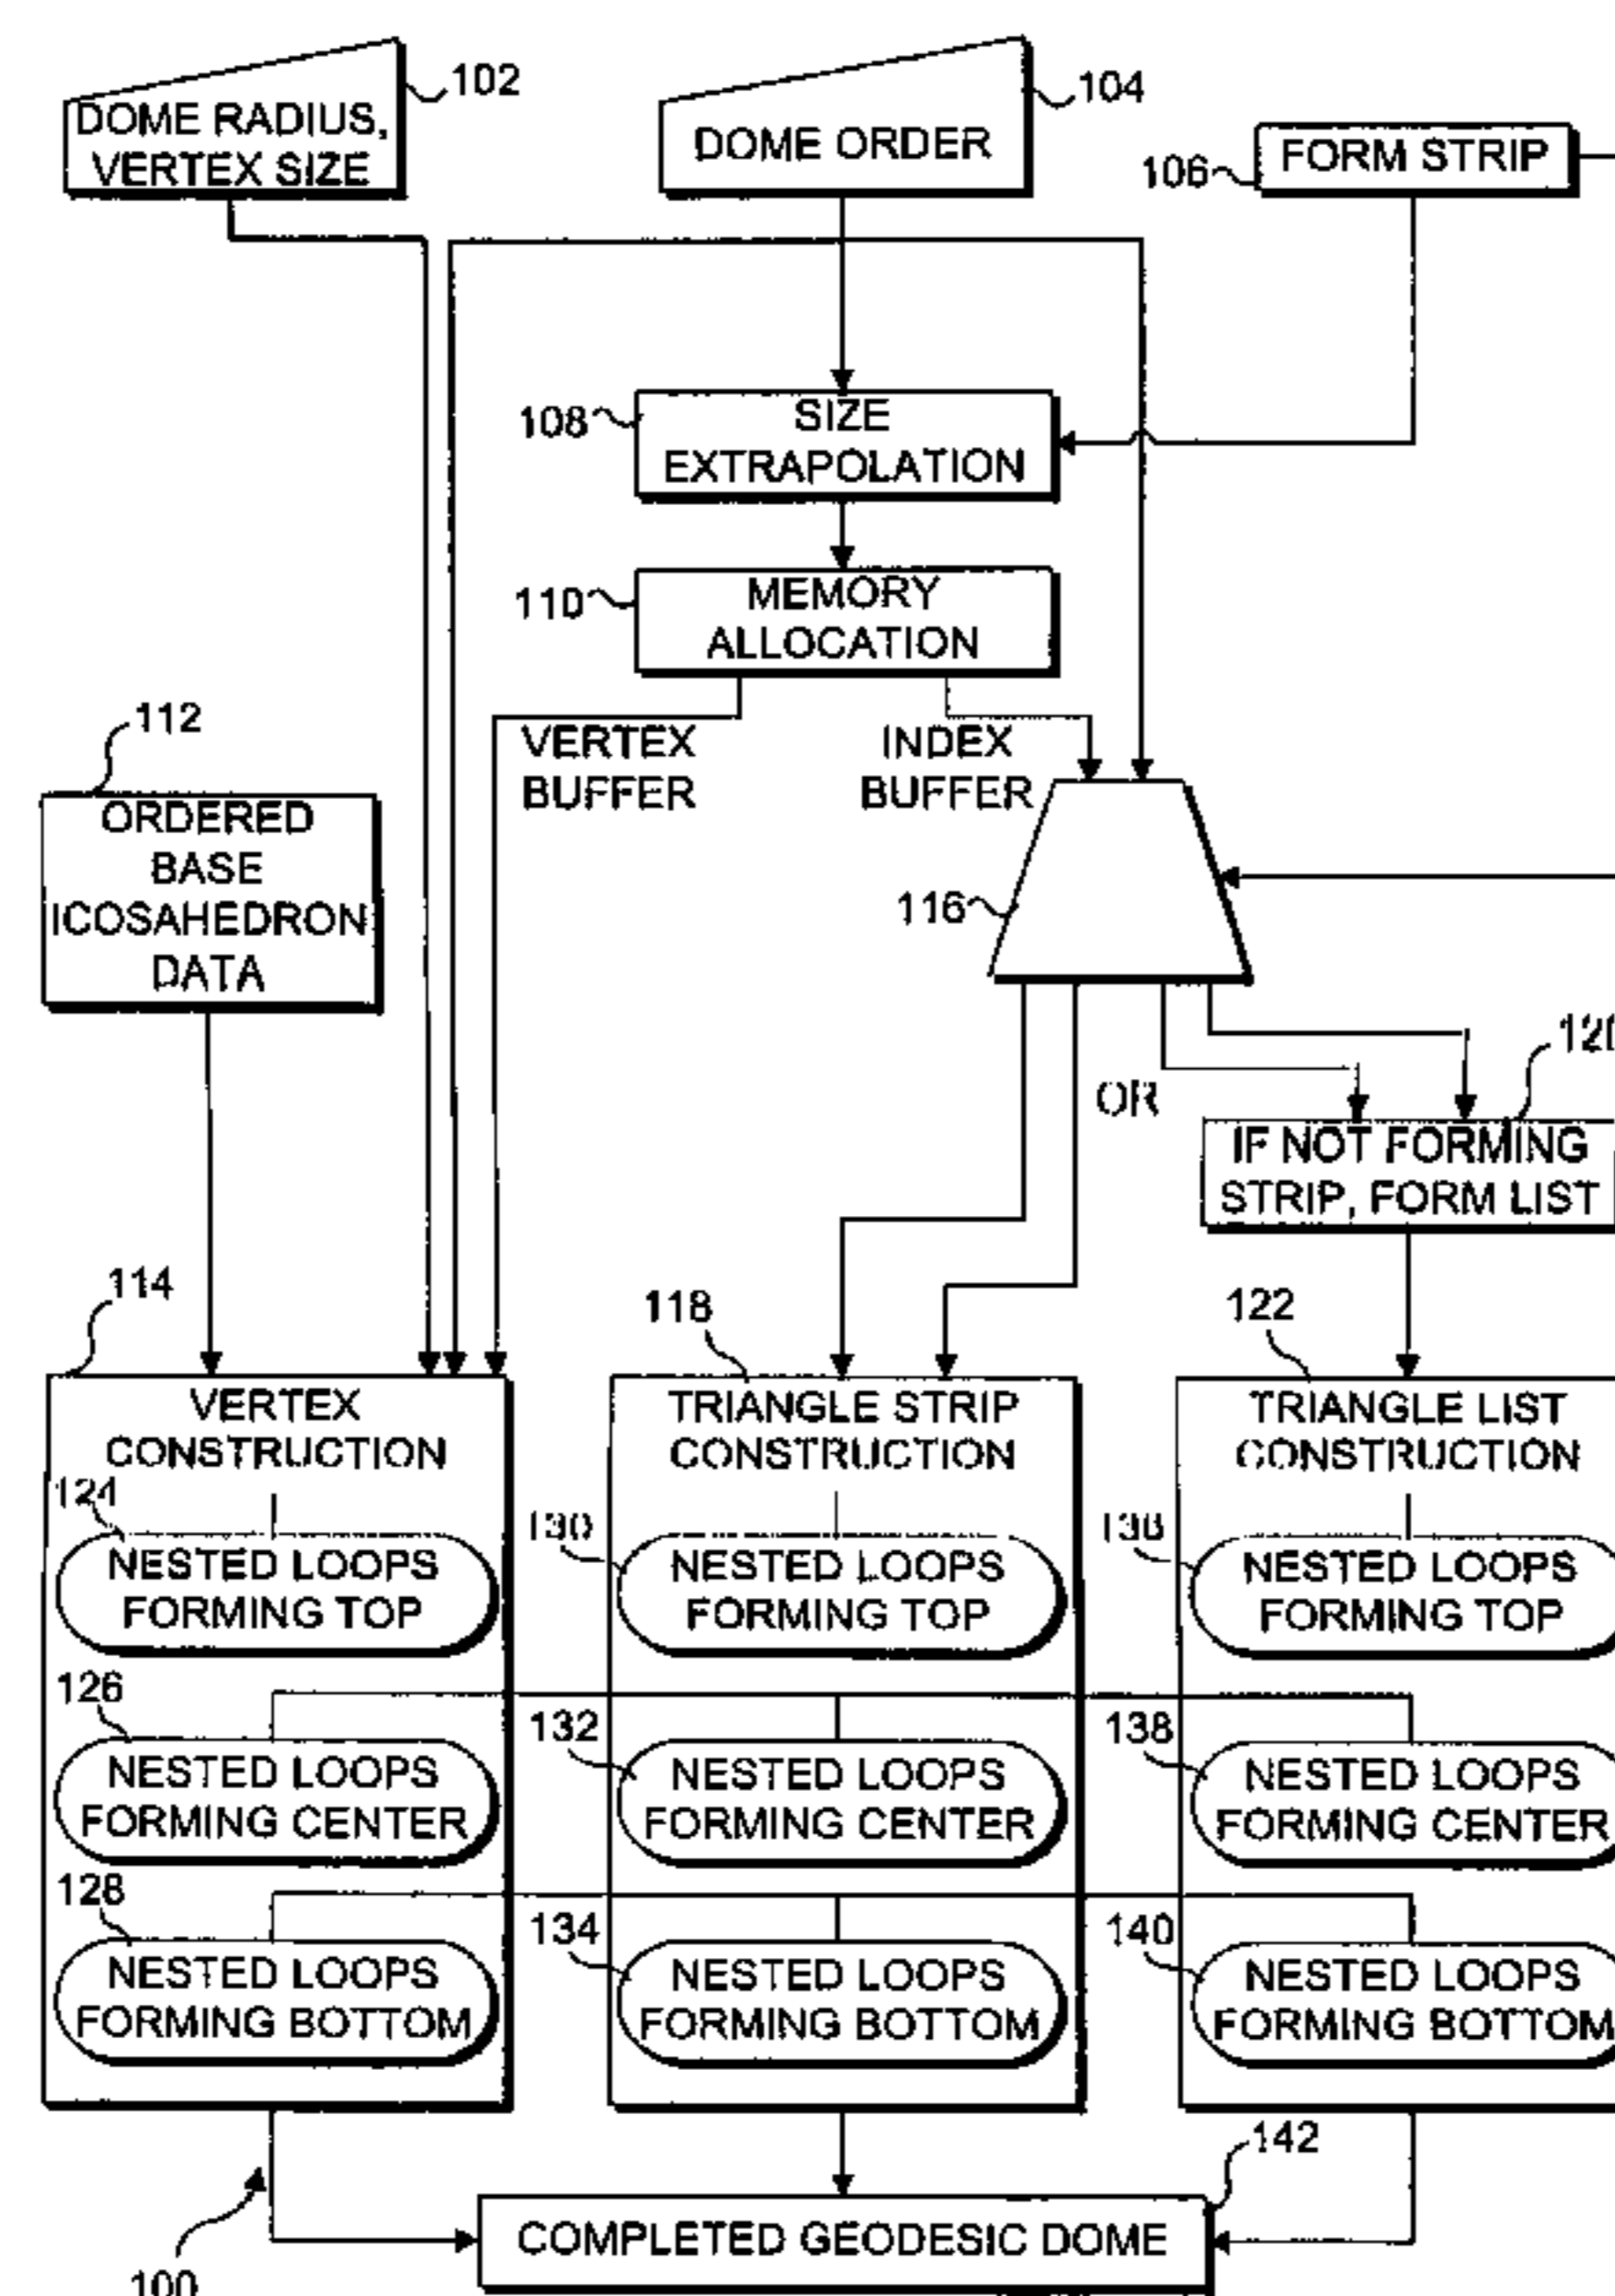 102
DOME RADIUS,
VERTEX SIZE
104
DOME ORDER
106
FORM STRIP
108
SIZE
EXTRAPOLATION
110
MEMORY
ALLOCATION
VERTEX
BUFFER
INDEX
BUFFER
112
ORDERED
BASE
ICOSAHEDRON
DATA
116
OR
IF NOT FORMING
STRIP, FORM LIST
114
VERTEX
CONSTRUCTION
124
NESTED LOOPS
FORMING TOP
126
NESTED LOOPS
FORMING CENTER
128
NESTED LOOPS
FORMING BOTTOM
118
TRIANGLE STRIP
CONSTRUCTION
130
NESTED LOOPS
FORMING TOP
132
NESTED LOOPS
FORMING CENTER
134
NESTED LOOPS
FORMING BOTTOM
122
TRIANGLE LIST
CONSTRUCTION
NESTED LOOPS
FORMING TOP
138
NESTED LOOPS
FORMING CENTER
140
NESTED LOOPS
FORMING BOTTOM
142
COMPLETED GEODESIC DOME
100